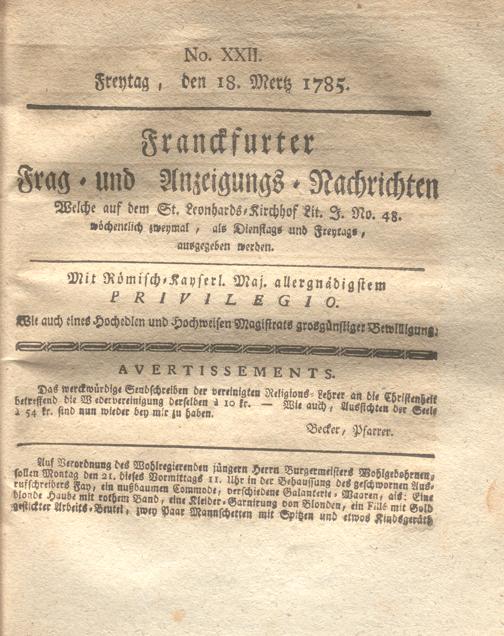 No. XXII.
Freytag, den 18. Mertz 1785.
Franckfurter
Frag-und Anzeigungs-Nachrichten
Welche auf dem St. Leonhards-Kirchhof Lit. J. No. 48.
wöchentlich zweymal, als Dienstags und Freytags,
ausgegeben werden.
Mit Römisch-Kayserl. Maj. allergnädigstem
PRIVILEGIO.
Wie auch eines Hochedlen und Hochweisen Magistrats grosgünstiger Bewilligung.
AVERTISSEMENTS.
Das merckwürdige Sendschreiben der vereinigten Religions-Lehrer an die Christenheit
betreffend die Wiedervereinigung derselben à 10 kr. — Wie auch, Aussichten der Seele
à 54 kr. sind nun wieder bey mir zu haben.
Becker, Pfarrer.
Auf Verordnung des Wohlregierenden jüngern Herrn Burgermeisters Wohlgebohrnen,
sollen Montag den 21. dieses Vormittags 11. Uhr in der Behaussung des geschwornen Aus-
rufschreibers Fay, ein nußbaumen Commode, verschiedene Galanterie-Waaren, als: Eine
blonde Haube mit rothem Band, eine Kleider-Garnirung von Blonden, ein Fille mit Gold
gestickter Arbeits-Beutel, zwey Paar Mannschetten mit Spitzen und etwas Kindsgeräth